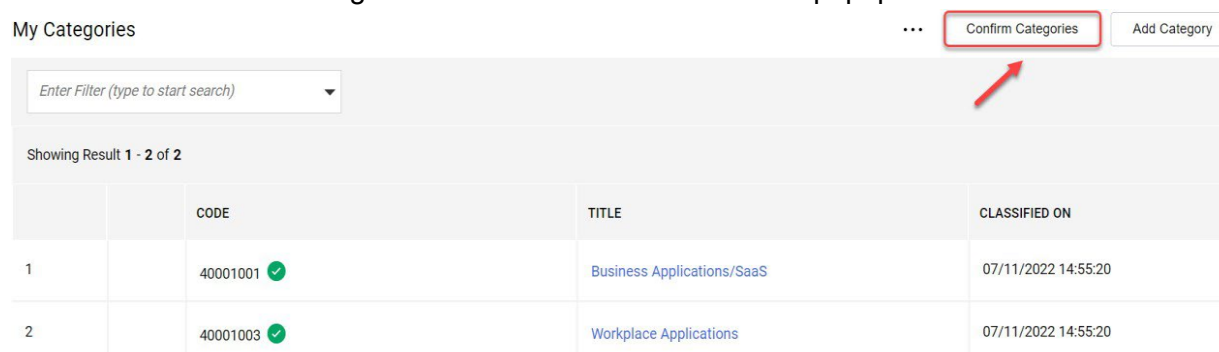 My Categories ... Confirm Categories Add Category
Enter Filter (type to start search)
Showing Result 1 - 2 of 2
CODE TITLE CLASSIFIED ON
1 40001001 Business Applications/SaaS 07/11/2022 14:55:20
2 40001003 Workplace Applications 07/11/2022 14:55:20